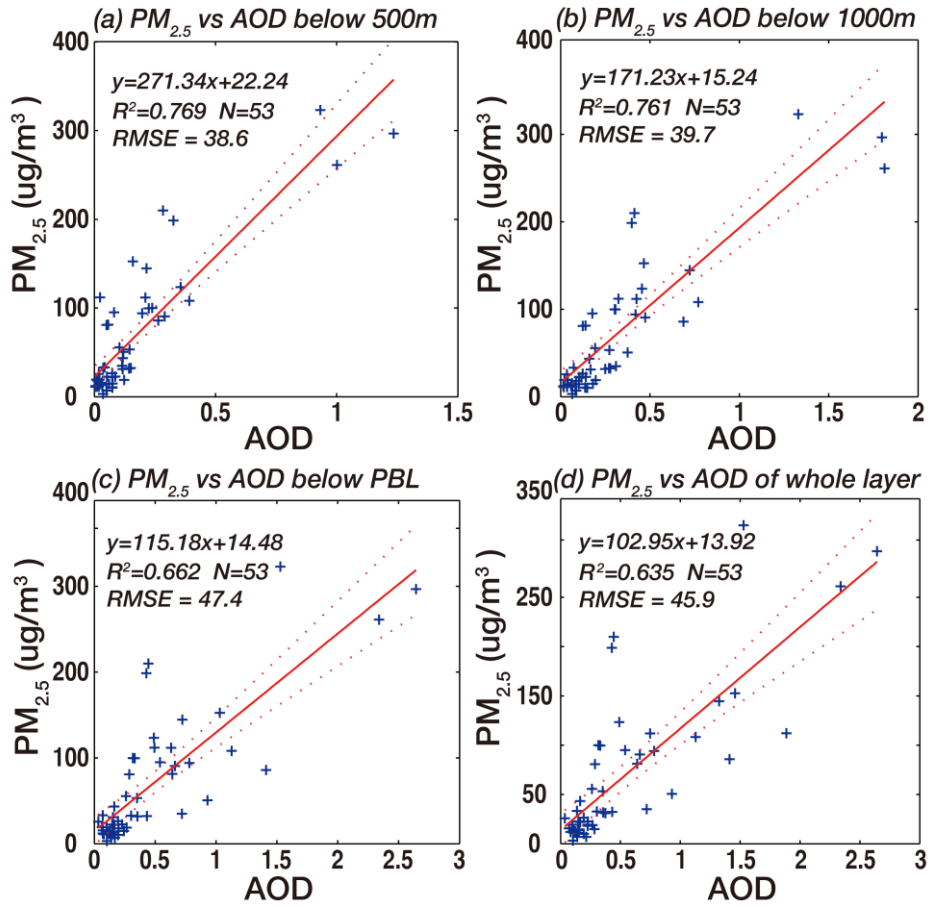 (a) PM2.5 vs AOD below 500m
400
300
200
100
0
PM2.5 (ug/m³)
y=271.34x+22.24
R²=0.769 N=53
RMSE = 38.6
0 0.5 1 1.5
AOD
(b) PM2.5 vs AOD below 1000m
400
300
200
100
0
PM2.5 (ug/m³)
y=171.23x+15.24
R²=0.761 N=53
RMSE = 39.7
0 0.5 1 1.5 2
AOD
(c) PM2.5 vs AOD below PBL
400
300
200
100
0
PM2.5 (ug/m³)
y=115.18x+14.48
R²=0.662 N=53
RMSE = 47.4
0 0.5 1 1.5 2 2.5 3
AOD
(d) PM2.5 vs AOD of whole layer
350
250
150
50
0
PM2.5 (ug/m³)
y=102.95x+13.92
R²=0.635 N=53
RMSE = 45.9
0 0.5 1 1.5 2 2.5 3
AOD